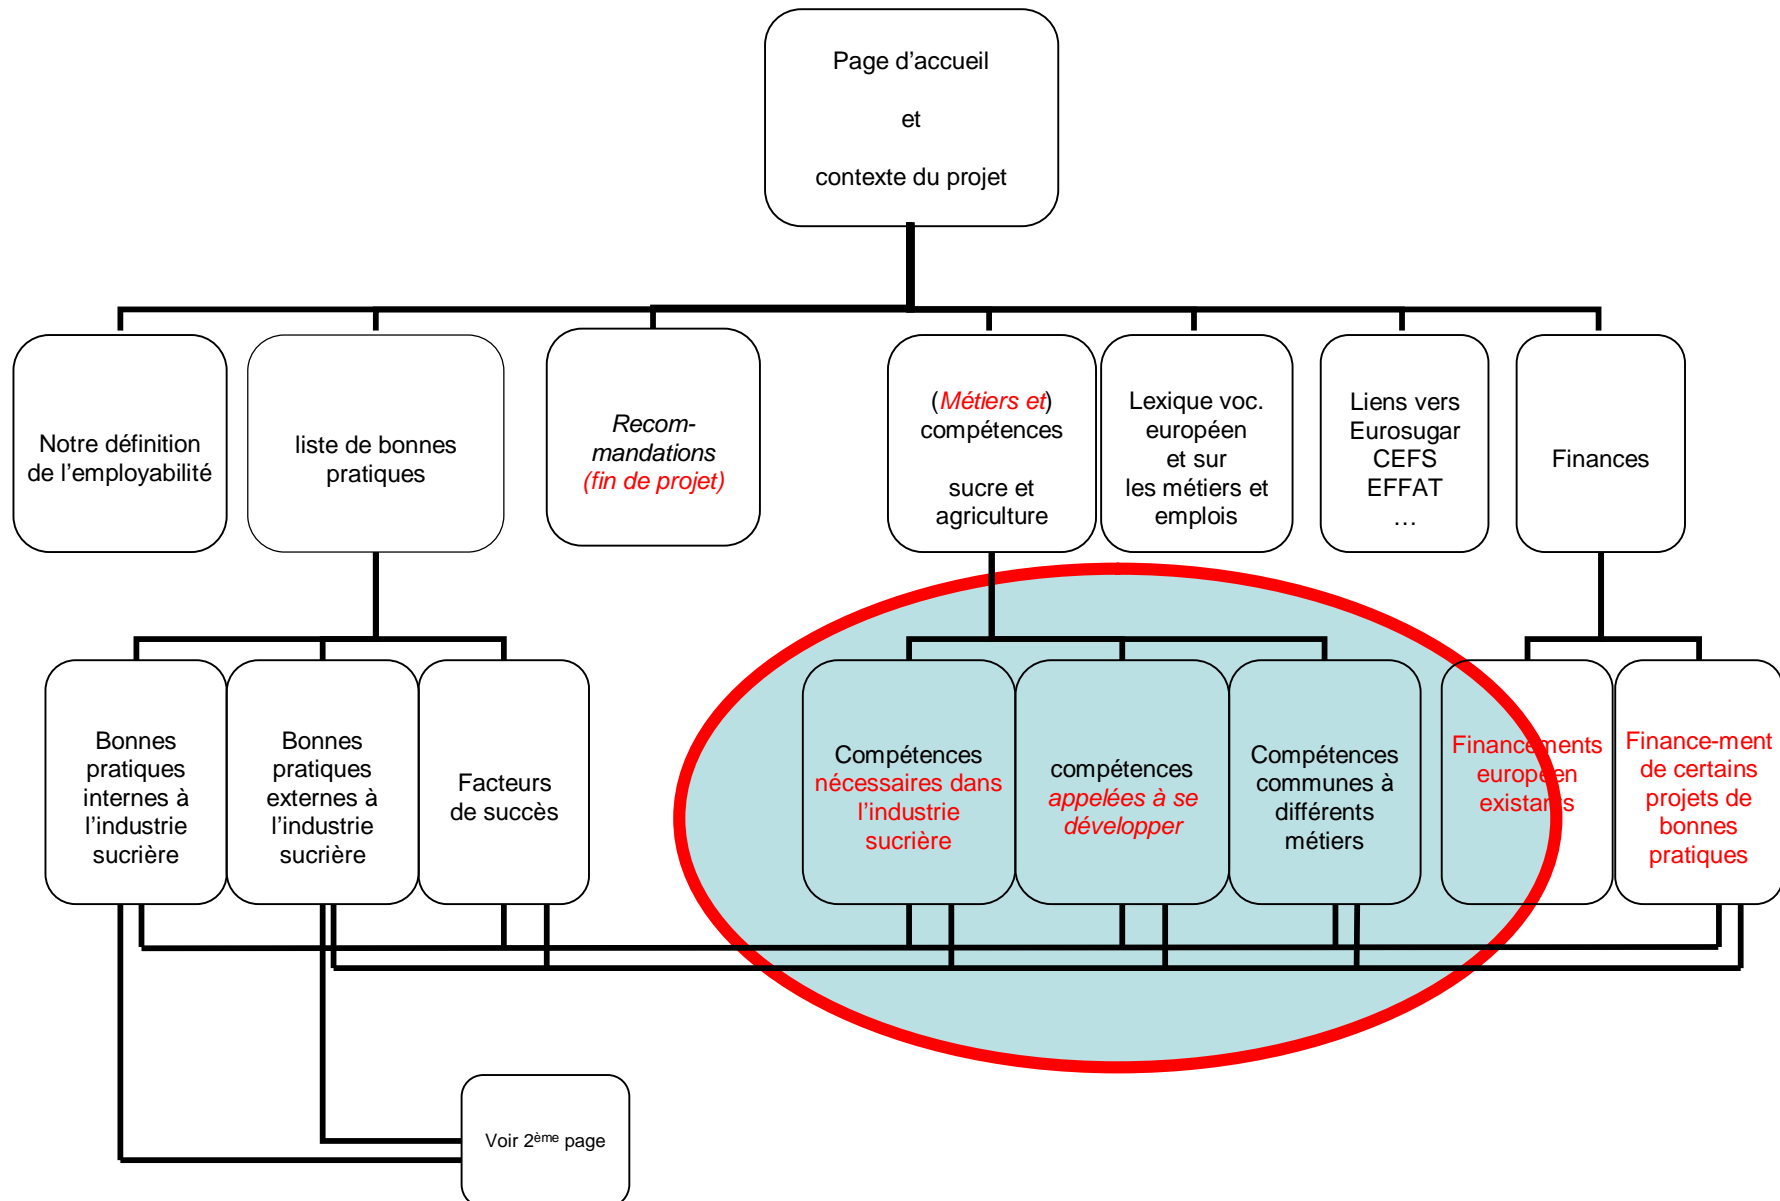 Page d’accueil
et
contexte du projet
Notre définition
de l’employabilité
liste de bonnes
pratiques
Recom-
mandations
(fin de projet)
(Métiers et)
compétences
sucre et
agriculture
Lexique voc.
européen
et sur
les métiers et
emplois
Liens vers
Eurosugar
CEFS
EFFAT
…
Finances
Bonnes
pratiques
internes à
l’industrie
sucrière
Bonnes
pratiques
externes à
l’industrie
sucrière
Facteurs
de succès
Compétences
nécessaires dans
l’industrie
sucrière
compétences
appelées à se
développer
Compétences
communes à
différents
métiers
Financements
européen
existants
Finance-ment
de certains
projets de
bonnes
pratiques
Voir 2ème page